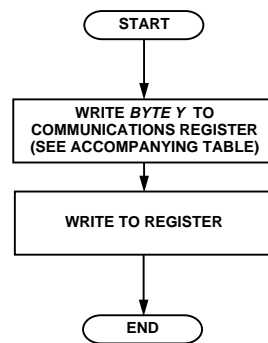 START
WRITE BYTE Y TO
COMMUNICATIONS REGISTER
(SEE ACCOMPANYING TABLE)
WRITE TO REGISTER
END